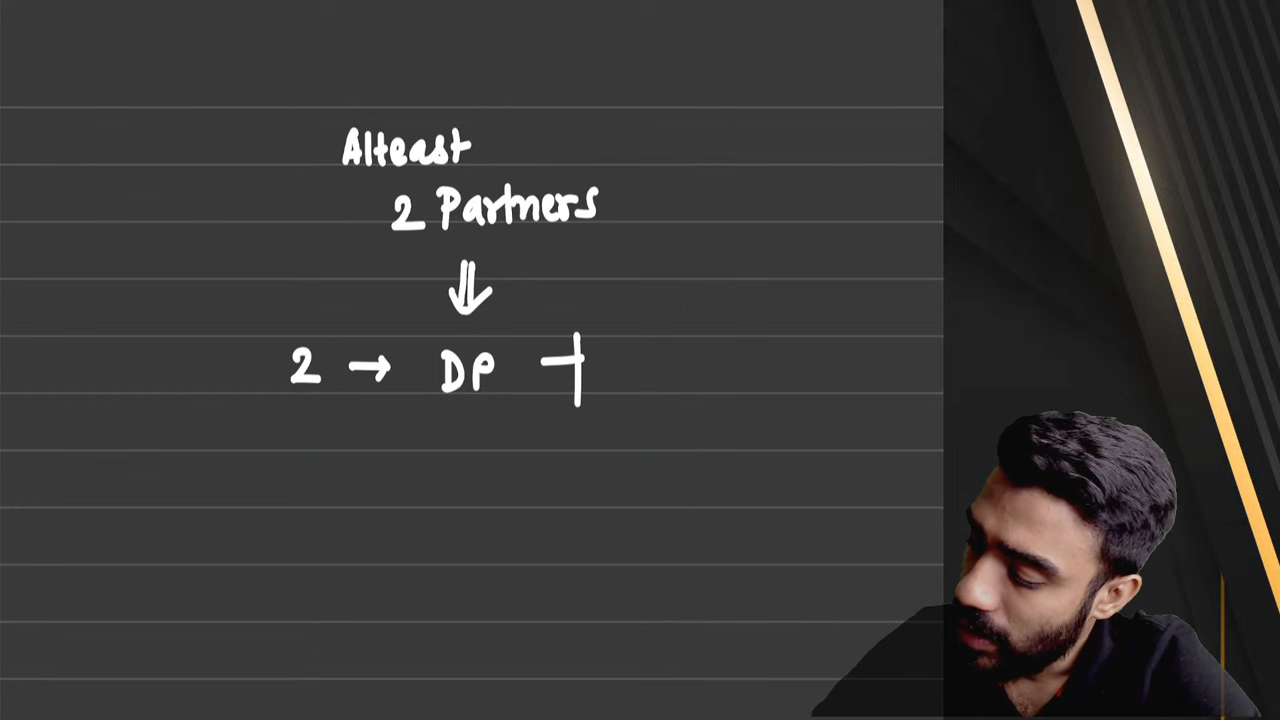 Alteast
2 Partners
⇓
2 → DP ⊣